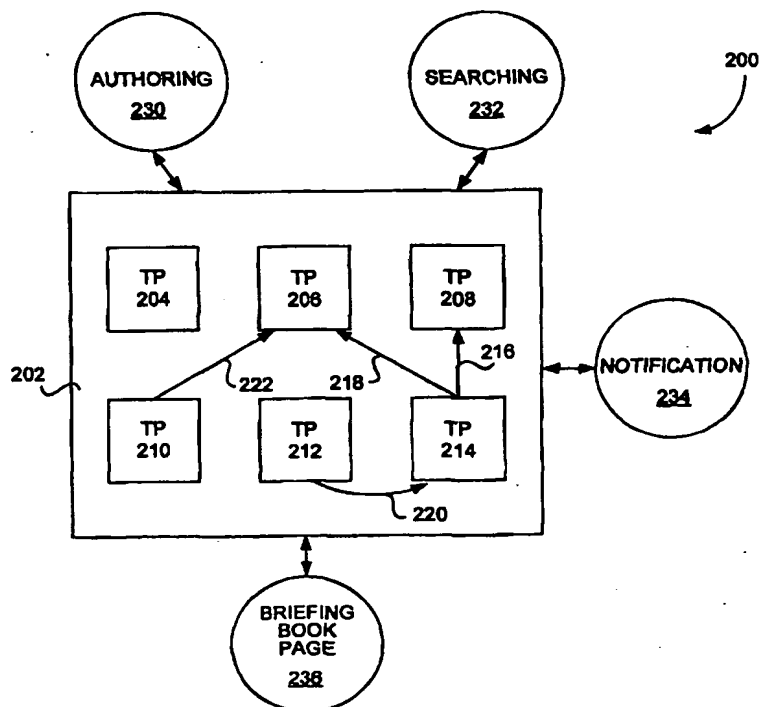 AUTHORING
230
SEARCHING
232
200
TP
204
TP
206
TP
208
202
222
218
216
NOTIFICATION
234
TP
210
TP
212
TP
214
220
BRIEFING
BOOK
PAGE
236